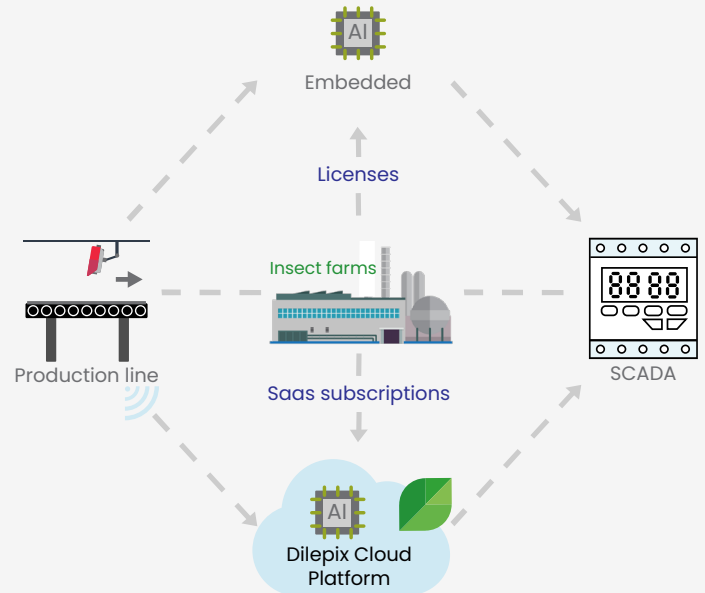 AI
Embedded
Licenses
Insect farms
8888
Production line
SCADA
Saas subscriptions
AI
Dilepix Cloud
Platform